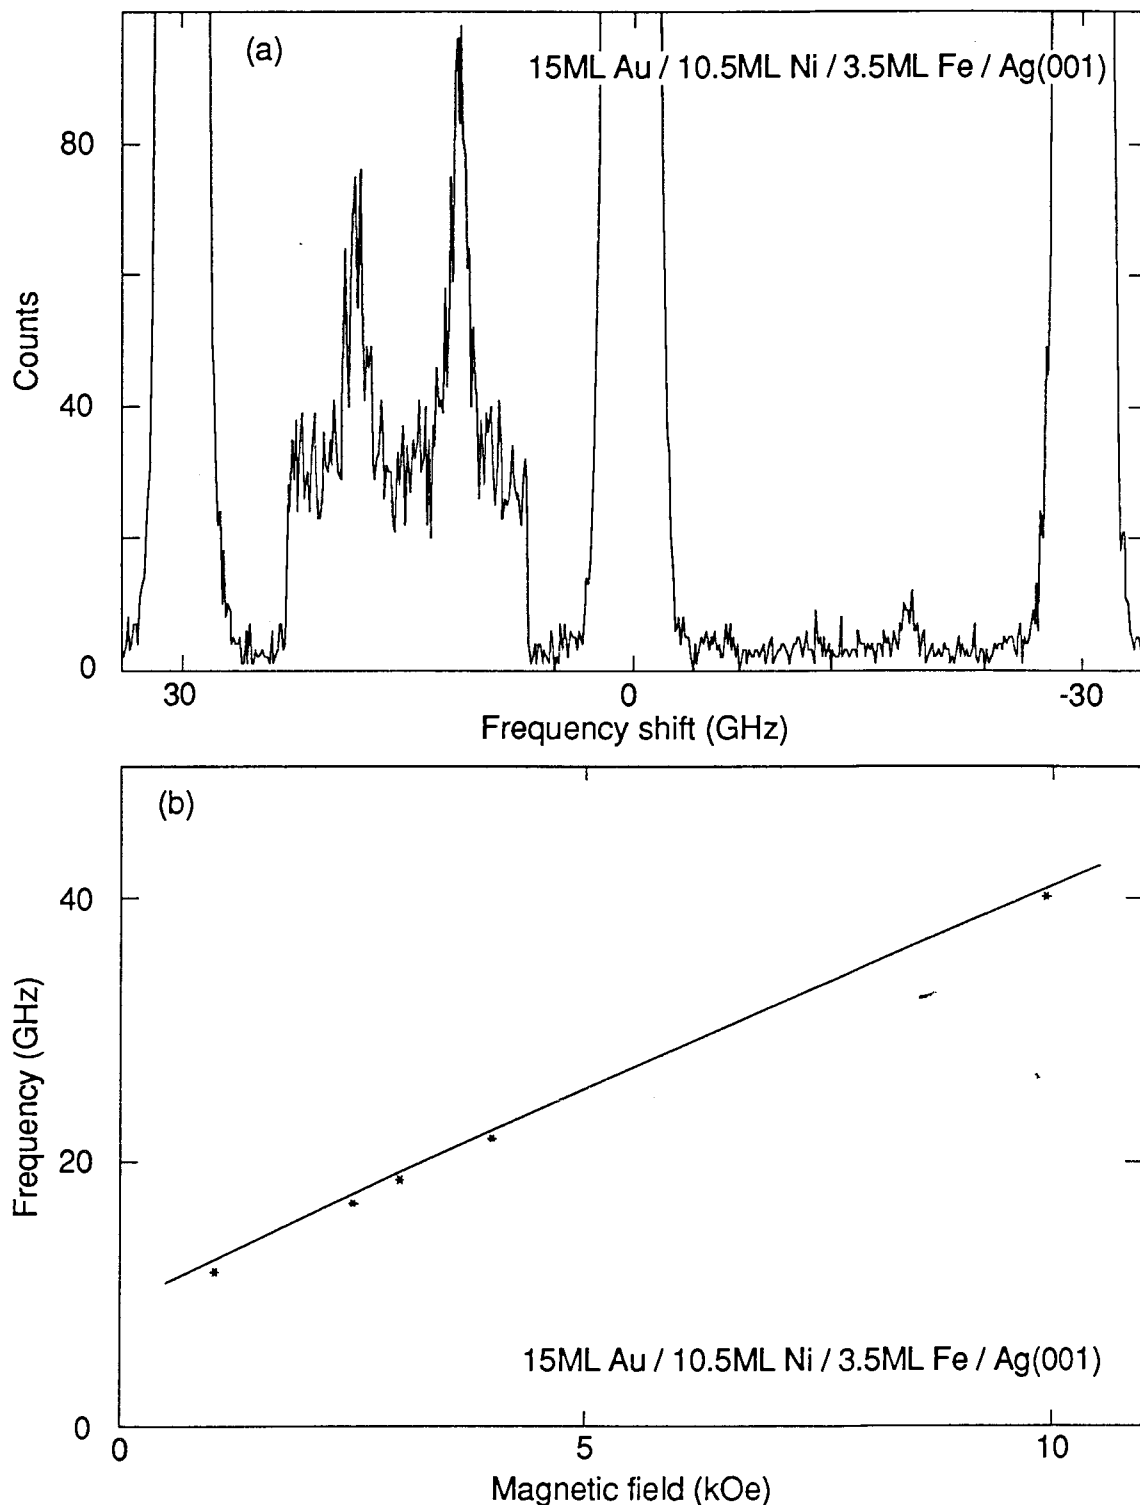 (a)
15ML Au / 10.5ML Ni / 3.5ML Fe / Ag(001)
80
40
0
Counts
30
0
-30
Frequency shift (GHz)
(b)
40
20
0
Frequency (GHz)
15ML Au / 10.5ML Ni / 3.5ML Fe / Ag(001)
0
5
10
Magnetic field (kOe)